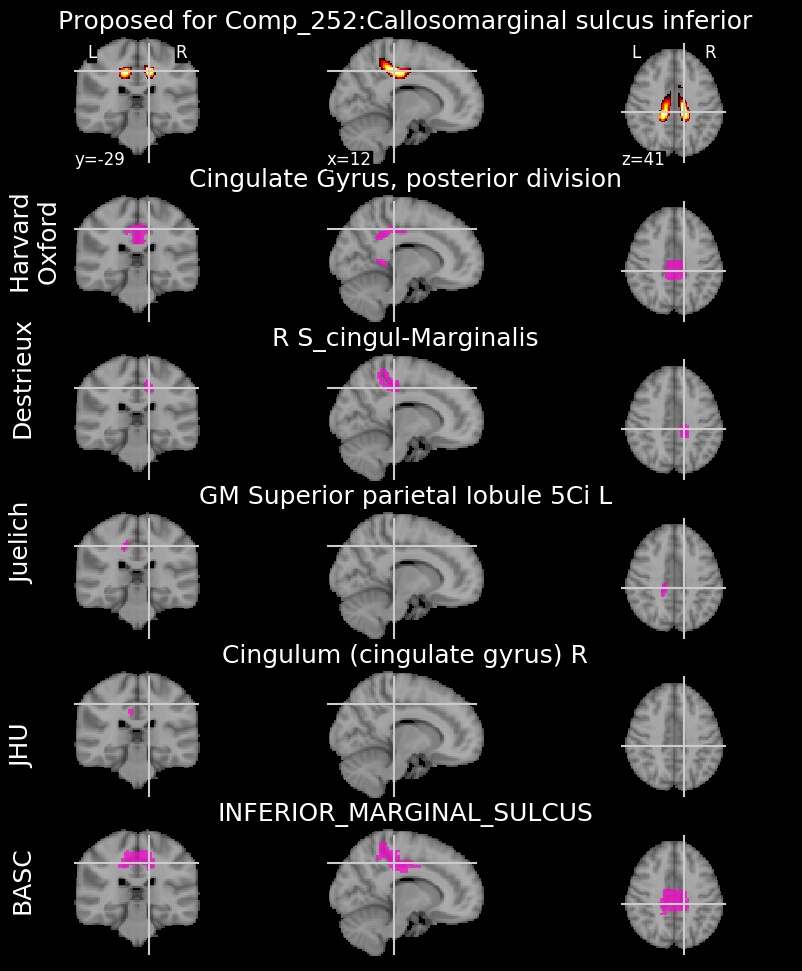 Proposed for Comp_252:Callosomarginal sulcus inferior
L R
L R
y=-29 x=12 z=41
Cingulate Gyrus, posterior division
Harvard
Oxford
R S_cingul-Marginalis
Destrieux
GM Superior parietal lobule 5Ci L
Juelich
Cingulum (cingulate gyrus) R
JHU
INFERIOR_MARGINAL_SULCUS
BASC